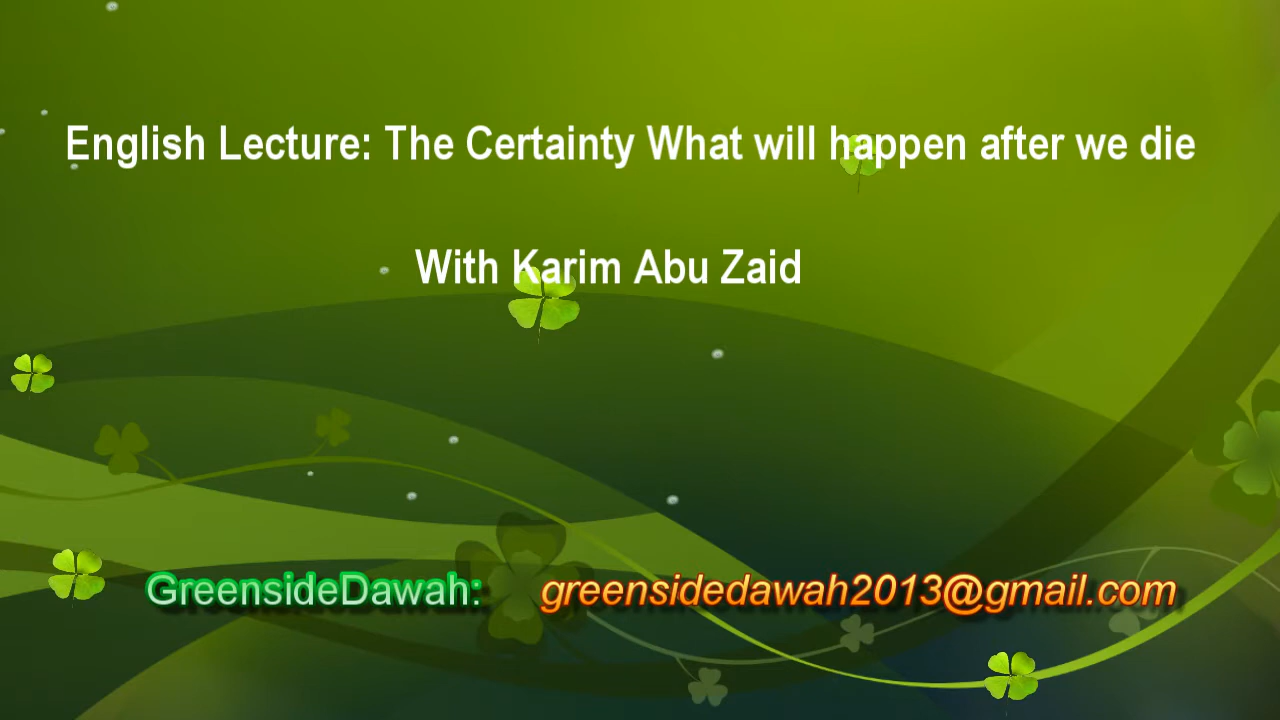 English Lecture: The Certainty What will happen after we die
With Karim Abu Zaid
GreensideDawah: greensidedawah2013@gmail.com